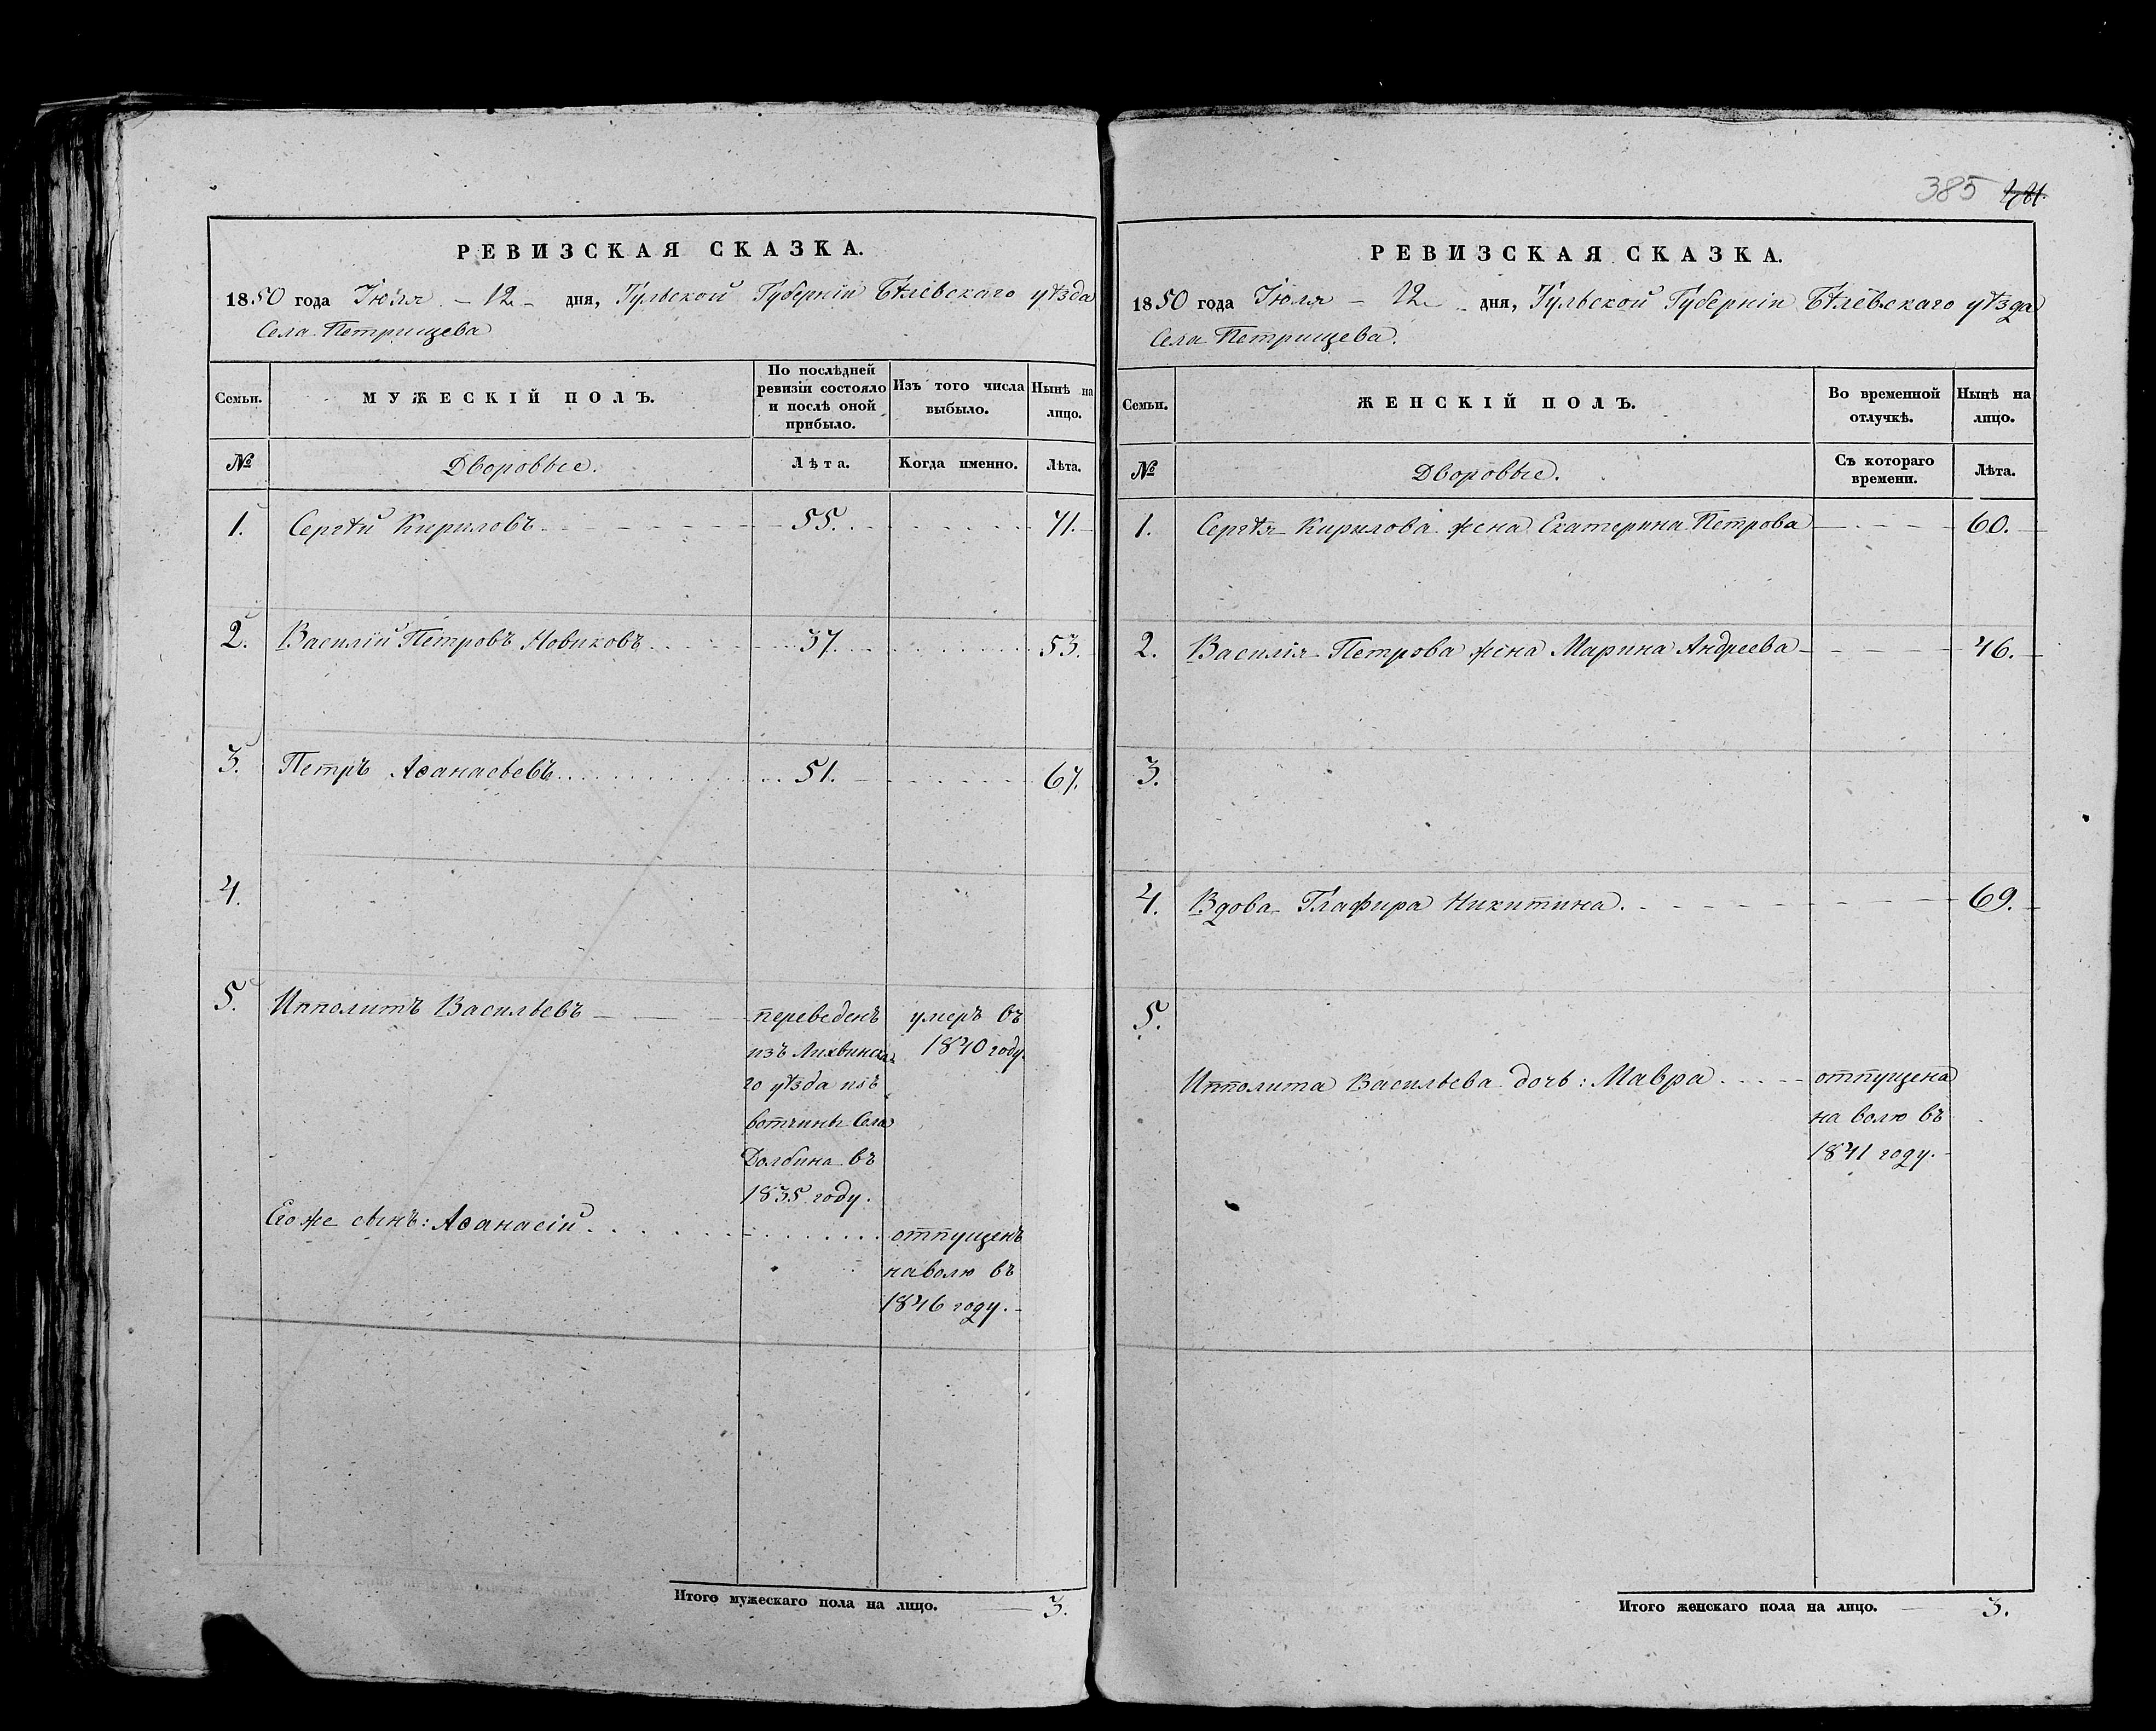 РЕВИЗСКАЯ СКАЗКА.
1850 года Іюля - 12 - дня, Тульской Губерніи Бѣлевскаго уѣзда
Села Петрищева
Семьи. МУЖЕСКІЙ ПОЛЪ. По послѣдней ревизіи состояло и послѣ оной прибыло. Изъ того числа выбыло. Нынѣ на лицо.
№ Дворовые. Лѣта. Когда именно. Лѣта.
1. Сергѣй Кириловъ 55. 71.
2. Василій Петровъ Новиковъ 37. 53.
3. Петръ Аѳанасьевъ 51. 67.
4.
5. Ипполитъ Васильевъ переведенъ умеръ въ
изъ Лихвинска- 1840 году
го уѣзда изъ
вотчины Села
Долбина въ
1835 году.
Его же сынъ: Аѳанасій отпущенъ
на волю въ
1846 году.
Итого мужескаго пола на лицо. 3.
385
РЕВИЗСКАЯ СКАЗКА.
1850 года Іюля - 12 - дня, Тульской Губерніи Бѣлевскаго уѣзда
Села Петрищева.
Семьи. ЖЕНСКІЙ ПОЛЪ. Во временной отлучкѣ. Нынѣ на лицо.
№ Дворовые. Съ котораго времени. Лѣта.
1. Сергѣя Кирилова жена Екатерина Петрова 60.
2. Василія Петрова жена Марина Андреева 46.
3.
4. Вдова Глафира Никитина. 69.
5.
Ипполита Васильева дочь: Мавра отпущена
на волю въ
1841 году.
Итого женскаго пола на лицо. 3.